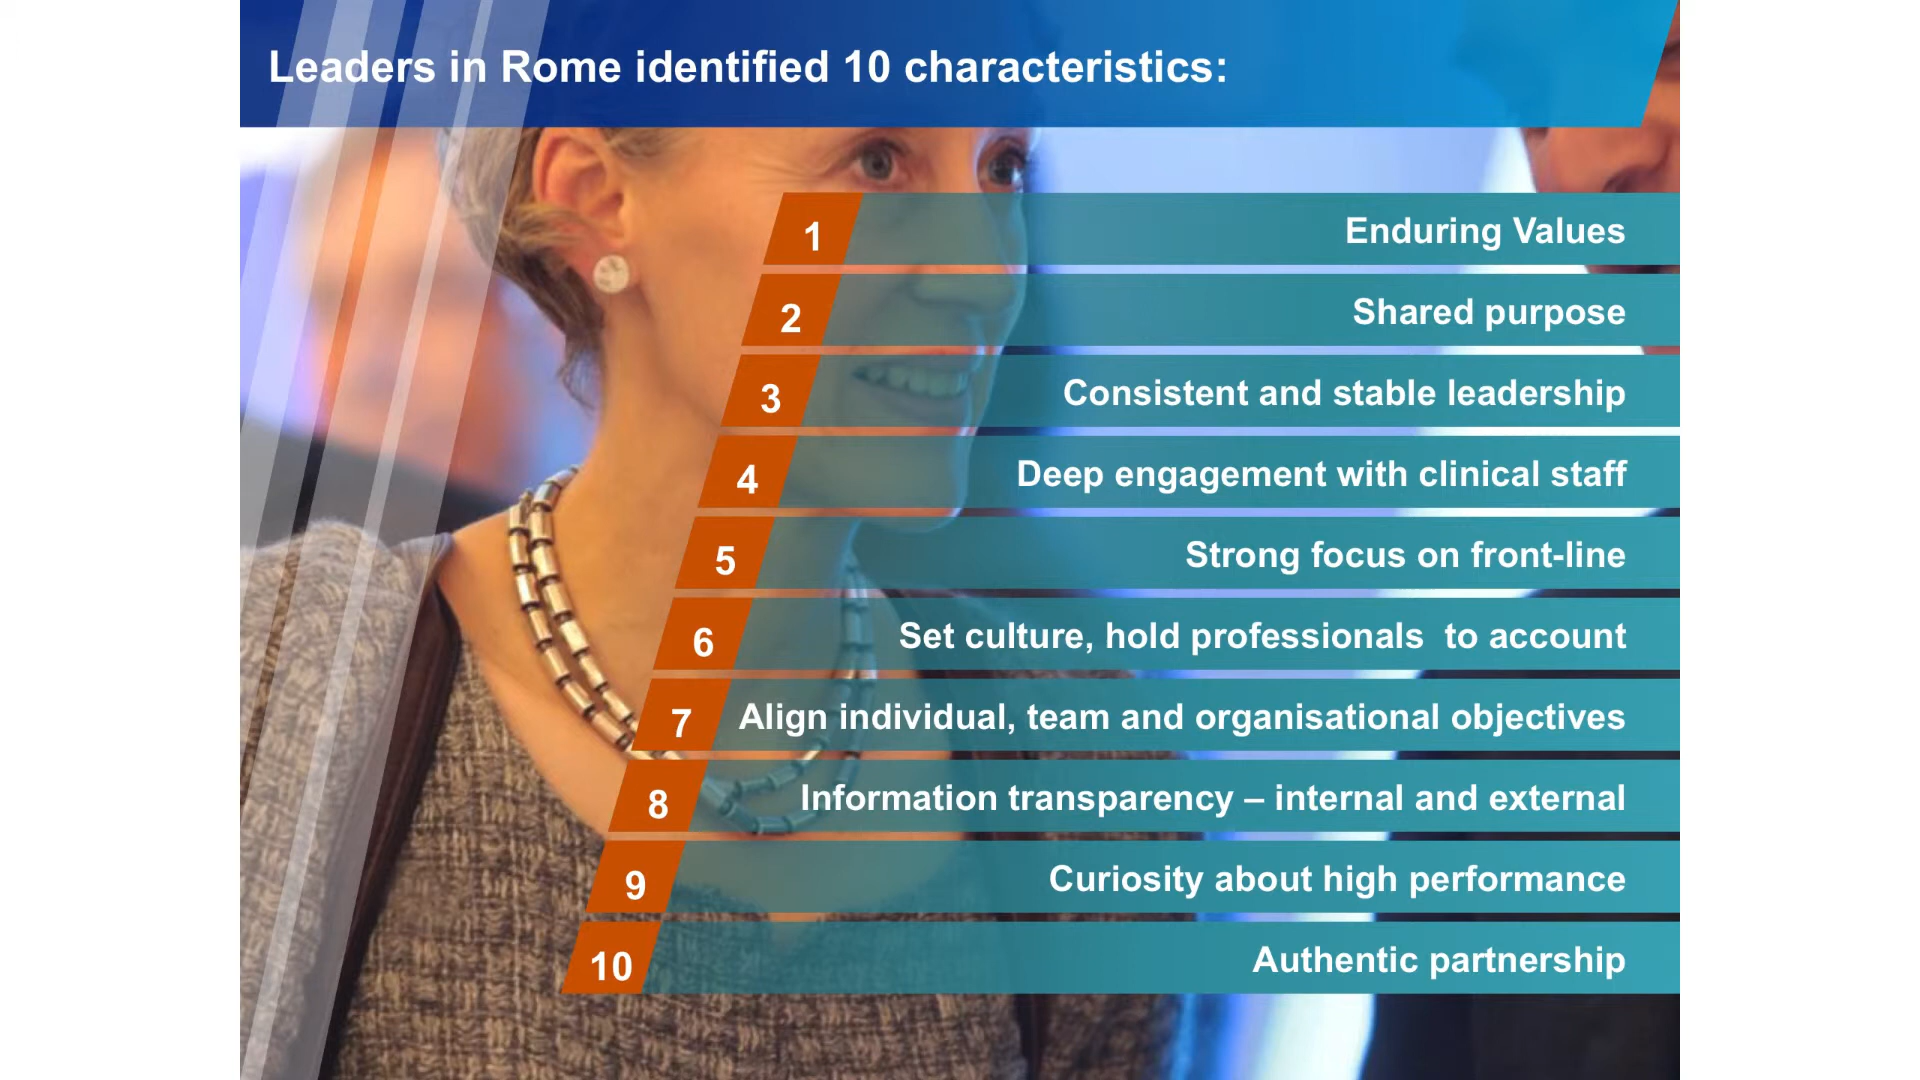 Leaders in Rome identified 10 characteristics:
1 Enduring Values
2 Shared purpose
3 Consistent and stable leadership
4 Deep engagement with clinical staff
5 Strong focus on front-line
6 Set culture, hold professionals  to account
7 Align individual, team and organisational objectives
8 Information transparency – internal and external
9 Curiosity about high performance
10 Authentic partnership